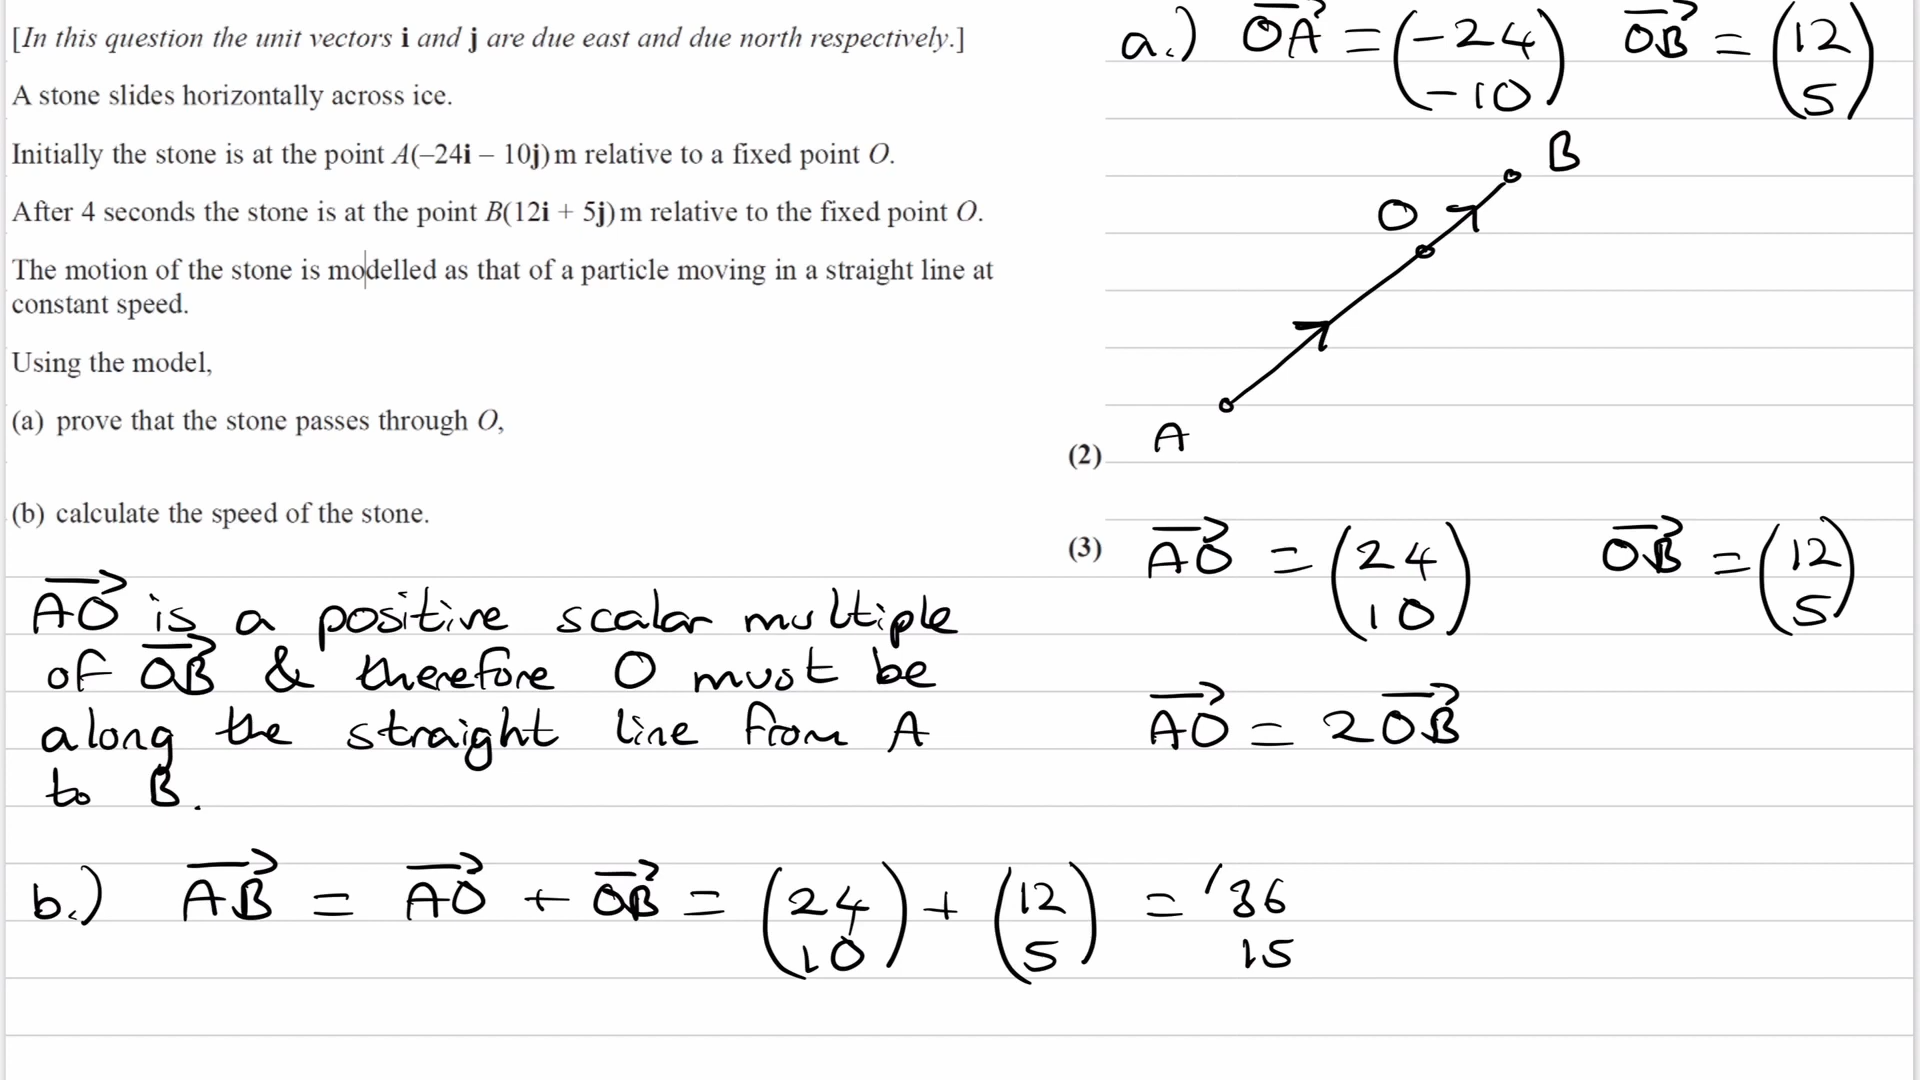 [In this question the unit vectors i and j are due east and due north respectively.]
A stone slides horizontally across ice.
Initially the stone is at the point A(–24i – 10j) m relative to a fixed point O.
After 4 seconds the stone is at the point B(12i + 5j) m relative to the fixed point O.
The motion of the stone is modelled as that of a particle moving in a straight line at
constant speed.
Using the model,
(a) prove that the stone passes through O,
(2)
(b) calculate the speed of the stone.
(3)
a.) OA = (-24 -10) OB = (12 5)
B
O
A
AO = (24 10) OB = (12 5)
AO = 2OB
AO is a positive scalar multiple
of OB & therefore O must be
along the straight line from A
to B.
b.) AB = AO + OB = (24 10) + (12 5) = (36 15